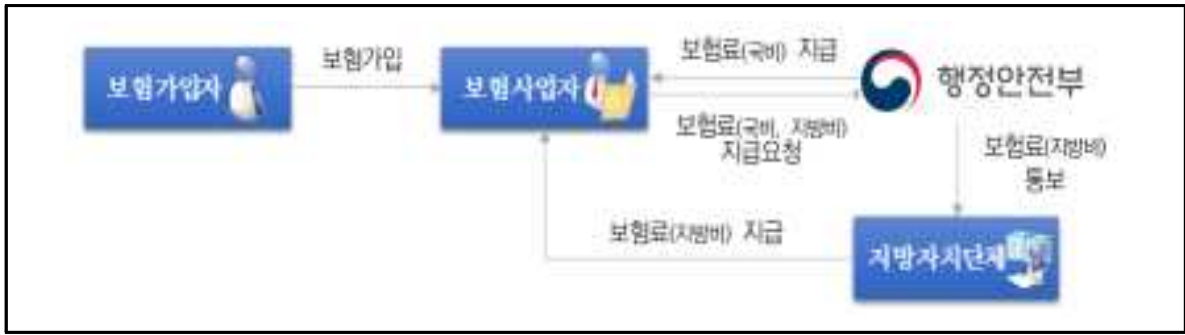 보험가입자
보험가입
보험사업자
보험료(국비) 지급
행정안전부
보험료(국비, 지방비)
지급요청
보험료(지방비)
통보
보험료(지방비) 지급
지방자치단체